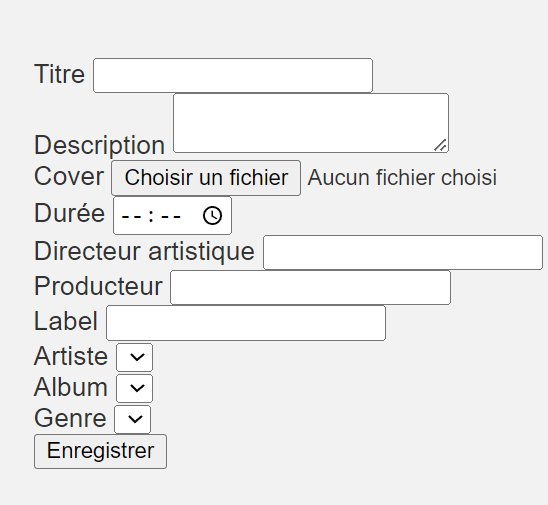 Titre
Description
Cover Choisir un fichier Aucun fichier choisi
Durée --:--
Directeur artistique
Producteur
Label
Artiste
Album
Genre
Enregistrer